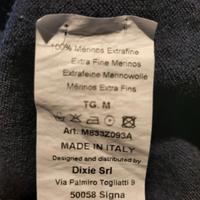 100% Merinos Extrafine
Extra Fine Merinos
Extrafeine Merinowolle
Merinos Extra Fins
TG. M
Art. M833Z093A
MADE IN ITALY
Designed and distributed by
Dixie Srl
Via Palmiro Togliatti 9
50058 Signa